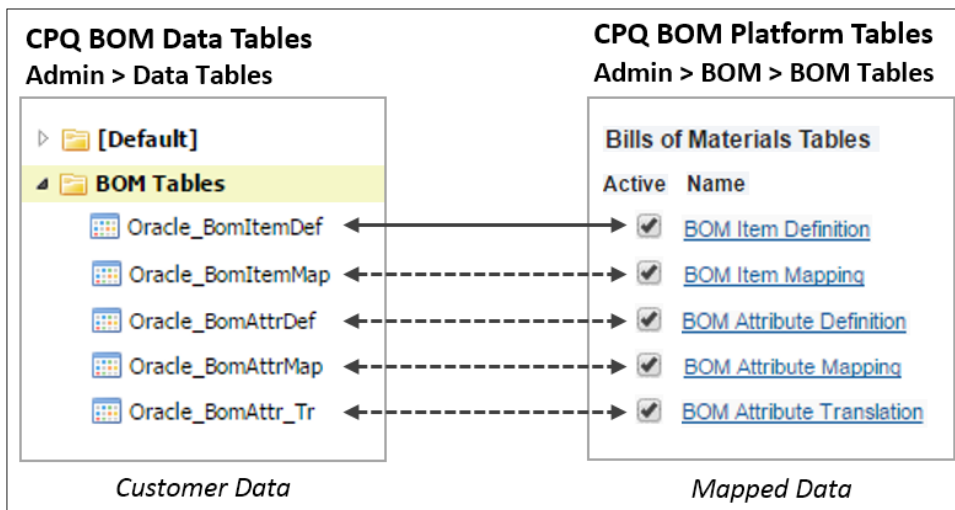 CPQ BOM Data Tables
Admin > Data Tables
[Default]
BOM Tables
Oracle_BomItemDef
Oracle_BomItemMap
Oracle_BomAttrDef
Oracle_BomAttrMap
Oracle_BomAttr_Tr
Customer Data
CPQ BOM Platform Tables
Admin > BOM > BOM Tables
Bills of Materials Tables
Active Name
BOM Item Definition
BOM Item Mapping
BOM Attribute Definition
BOM Attribute Mapping
BOM Attribute Translation
Mapped Data